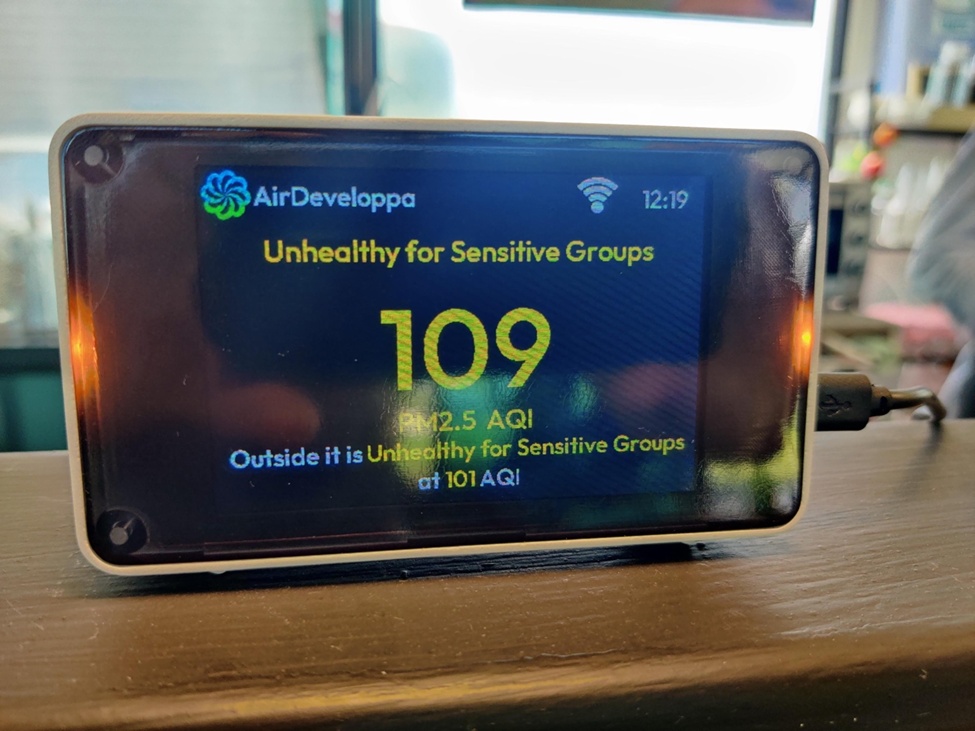 AirDeveloppa
12:19
Unhealthy for Sensitive Groups
109
PM2.5 AQI
Outside it is Unhealthy for Sensitive Groups
at 101 AQI